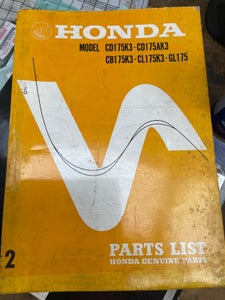 HONDA
MODEL CD175K3·CD175AK3
CB175K3·CL175K3·GL175
PARTS LIST
HONDA GENUINE PARTS
2